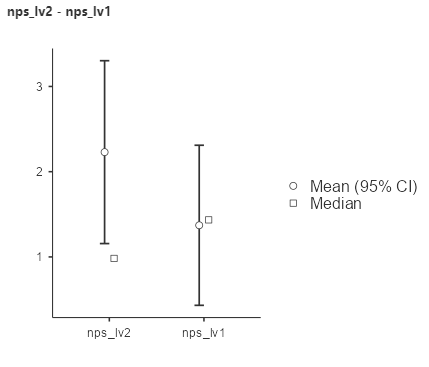 nps_lv2 - nps_lv1
3
2
1
nps_lv2 nps_lv1
Mean (95% CI)
Median